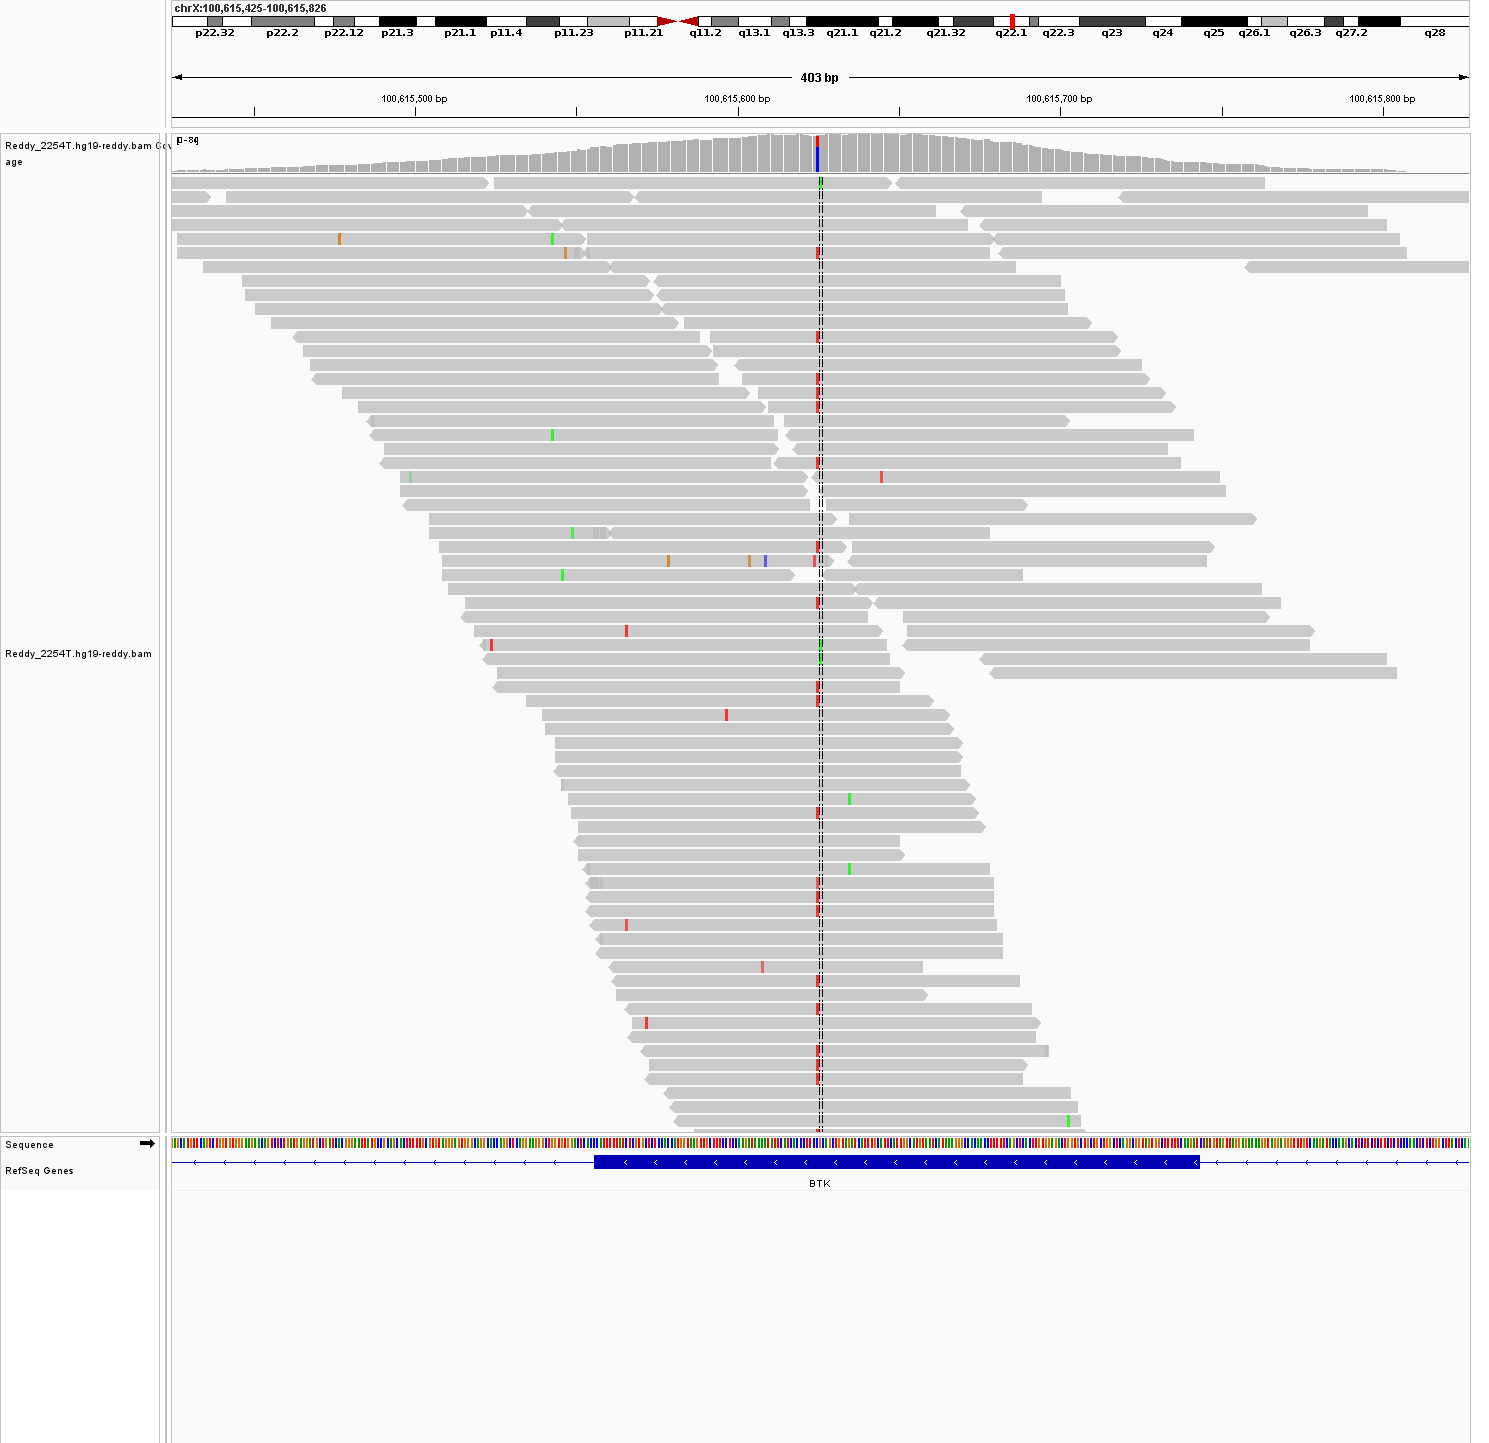 chrX:100,615,425-100,615,826
p22.32 p22.2 p22.12 p21.3 p21.1 p11.4 p11.23 p11.21 q11.2 q13.1 q13.3 q21.1 q21.2 q21.32 q22.1 q22.3 q23 q24 q25 q26.1 q26.3 q27.2 q28
403 bp
100,615,500 bp 100,615,600 bp 100,615,700 bp 100,615,800 bp
Reddy_2254T.hg19-reddy.bam Cov
age
Reddy_2254T.hg19-reddy.bam
Sequence
RefSeq Genes
BTK